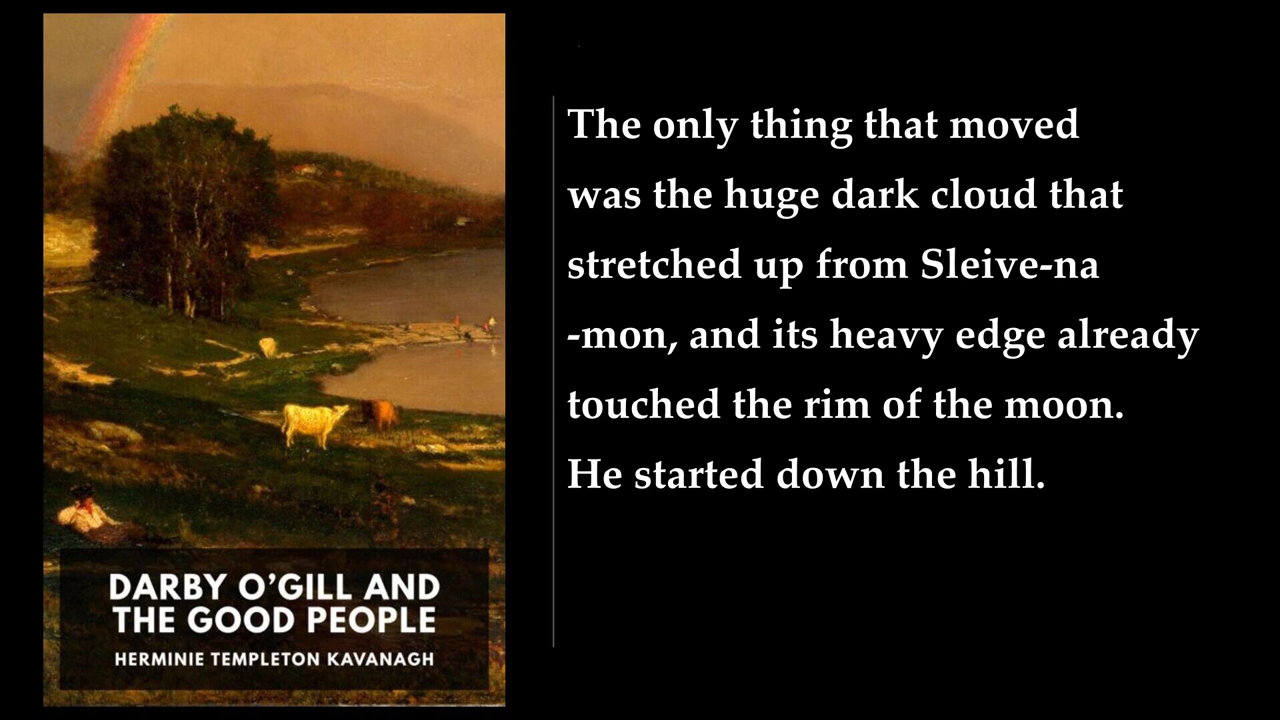 The only thing that moved
was the huge dark cloud that
stretched up from Sleive-na
-mon, and its heavy edge already
touched the rim of the moon.
He started down the hill.
DARBY O’GILL AND
THE GOOD PEOPLE
HERMINIE TEMPLETON KAVANAGH